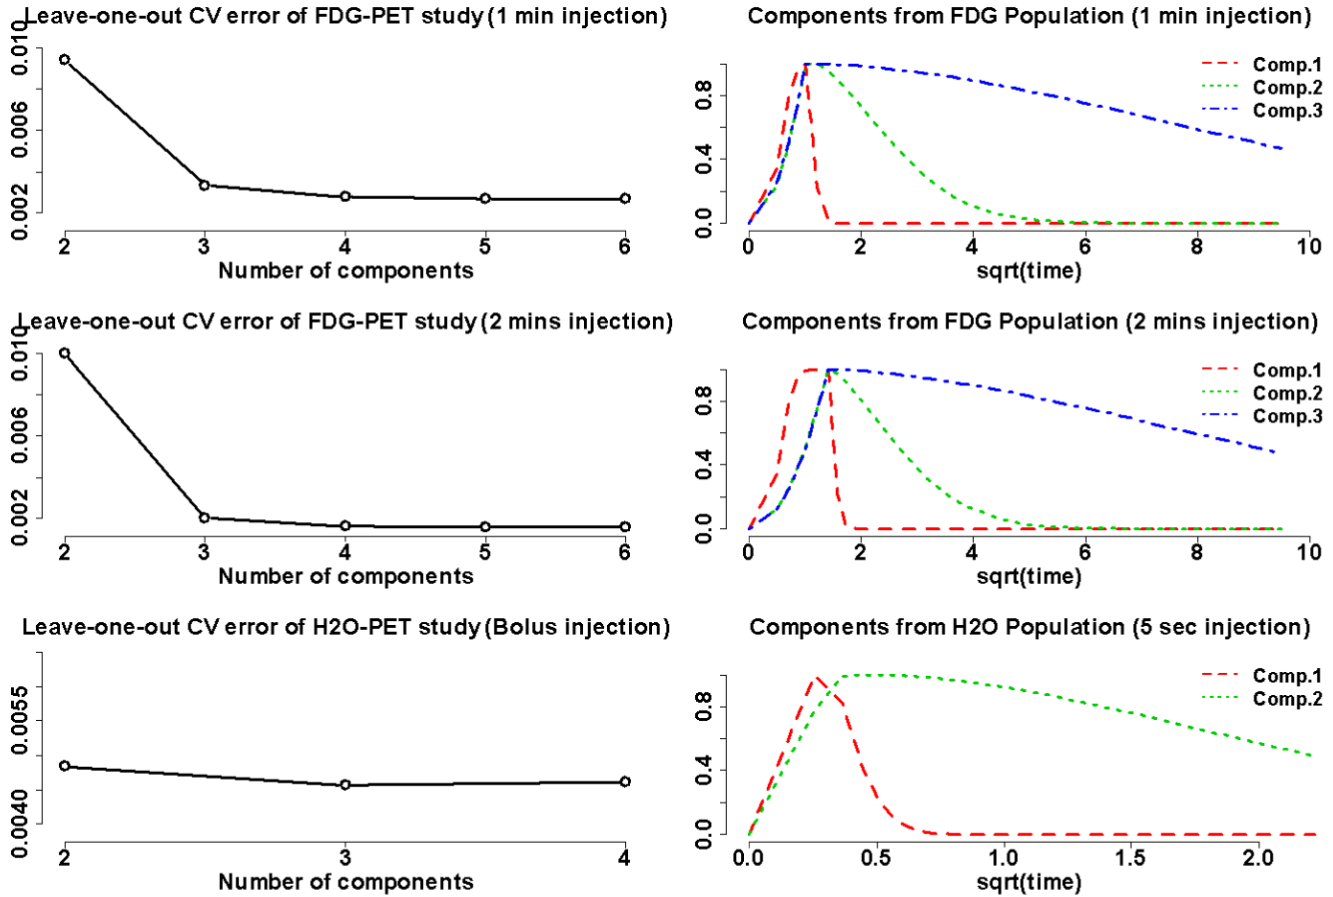 Leave-one-out CV error of FDG-PET study (1 min injection)
0.010
0.006
0.002
2 3 4 5 6
Number of components
Components from FDG Population (1 min injection)
Comp.1
Comp.2
Comp.3
0.8
0.4
0.0
0 2 4 6 8 10
sqrt(time)
Leave-one-out CV error of FDG-PET study (2 mins injection)
0.010
0.006
0.002
2 3 4 5 6
Number of components
Components from FDG Population (2 mins injection)
Comp.1
Comp.2
Comp.3
0.8
0.4
0.0
0 2 4 6 8 10
sqrt(time)
Leave-one-out CV error of H2O-PET study (Bolus injection)
0.0055
0.0040
2 3 4
Number of components
Components from H2O Population (5 sec injection)
Comp.1
Comp.2
0.8
0.4
0.0
0.0 0.5 1.0 1.5 2.0
sqrt(time)